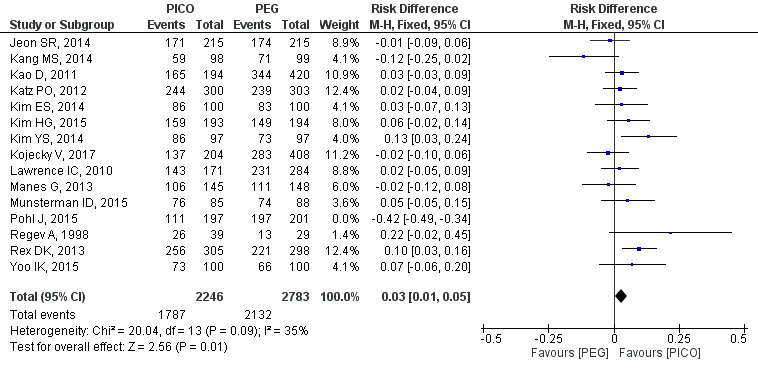 PICO PEG Risk Difference Risk Difference
Study or Subgroup Events Total Events Total Weight M-H, Fixed, 95% CI M-H, Fixed, 95% CI
Jeon SR, 2014 171 215 174 215 8.9% -0.01 [-0.09, 0.06]
Kang MS, 2014 59 98 71 99 4.1% -0.12 [-0.25, 0.02]
Kao D, 2011 165 194 344 420 10.9% 0.03 [-0.03, 0.09]
Katz PO, 2012 244 300 239 303 12.4% 0.02 [-0.04, 0.09]
Kim ES, 2014 86 100 83 100 4.1% 0.03 [-0.07, 0.13]
Kim HG, 2015 159 193 149 194 8.0% 0.06 [-0.02, 0.14]
Kim YS, 2014 86 97 73 97 4.0% 0.13 [0.03, 0.24]
Kojecky V, 2017 137 204 283 408 11.2% -0.02 [-0.10, 0.06]
Lawrence IC, 2010 143 171 231 284 8.8% 0.02 [-0.05, 0.09]
Manes G, 2013 106 145 111 148 6.0% -0.02 [-0.12, 0.08]
Munsterman ID, 2015 76 85 74 88 3.6% 0.05 [-0.05, 0.15]
Pohl J, 2015 111 197 197 201 0.0% -0.42 [-0.49, -0.34]
Regev A, 1998 26 39 13 29 1.4% 0.22 [-0.02, 0.45]
Rex DK, 2013 256 305 221 298 12.4% 0.10 [0.03, 0.16]
Yoo IK, 2015 73 100 66 100 4.1% 0.07 [-0.06, 0.20]
Total (95% CI) 2246 2783 100.0% 0.03 [0.01, 0.05]
Total events 1787 2132
Heterogeneity: Chi² = 20.04, df = 13 (P = 0.09); I² = 35%
Test for overall effect: Z = 2.56 (P = 0.01)
-0.5 -0.25 0 0.25 0.5
Favours [PEG] Favours [PICO]